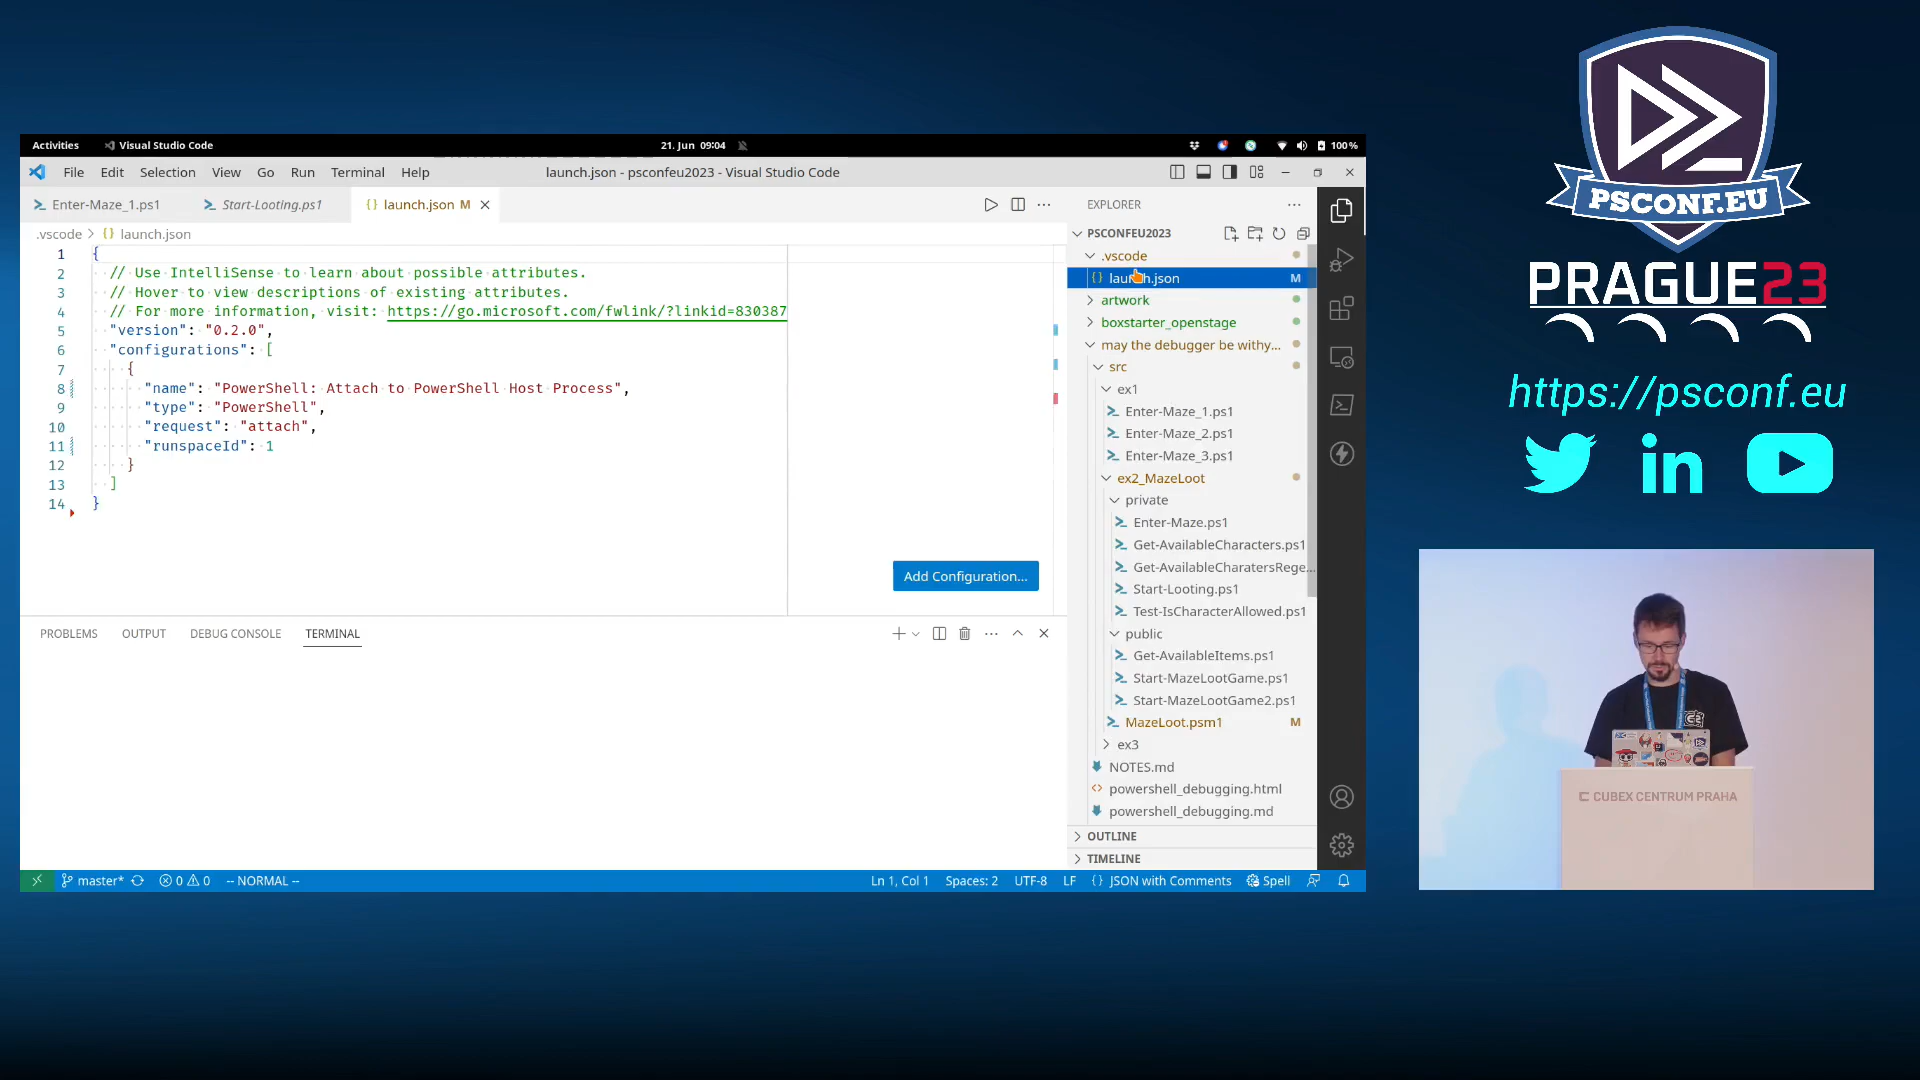 Activities
Visual Studio Code
21. Jun 09:04
100%
File Edit Selection View Go Run Terminal Help
launch.json - psconfeu2023 - Visual Studio Code
Enter-Maze_1.ps1
Start-Looting.ps1
launch.json M
.vscode > launch.json
1 {
2 // Use IntelliSense to learn about possible attributes.
3 // Hover to view descriptions of existing attributes.
4 // For more information, visit: https://go.microsoft.com/fwlink/?linkid=830387
5 "version": "0.2.0",
6 "configurations": [
7 {
8 "name": "PowerShell: Attach to PowerShell Host Process",
9 "type": "PowerShell",
10 "request": "attach",
11 "runspaceId": 1
12 }
13 ]
14 }
Add Configuration...
PROBLEMS OUTPUT DEBUG CONSOLE TERMINAL
EXPLORER
PSCONFEU2023
.vscode
launch.json M
artwork
boxstarter_openstage
may the debugger be withy...
src
ex1
Enter-Maze_1.ps1
Enter-Maze_2.ps1
Enter-Maze_3.ps1
ex2_MazeLoot
private
Enter-Maze.ps1
Get-AvailableCharacters.ps1
Get-AvailableCharatersRege...
Start-Looting.ps1
Test-IsCharacterAllowed.ps1
public
Get-AvailableItems.ps1
Start-MazeLootGame.ps1
Start-MazeLootGame2.ps1
MazeLoot.psm1 M
ex3
NOTES.md
powershell_debugging.html
powershell_debugging.md
OUTLINE
TIMELINE
master* 0 0 -- NORMAL --
Ln 1, Col 1 Spaces: 2 UTF-8 LF {} JSON with Comments Spell
PSCONF.EU
PRAGUE23
https://psconf.eu
in
CUBEX CENTRUM PRAHA